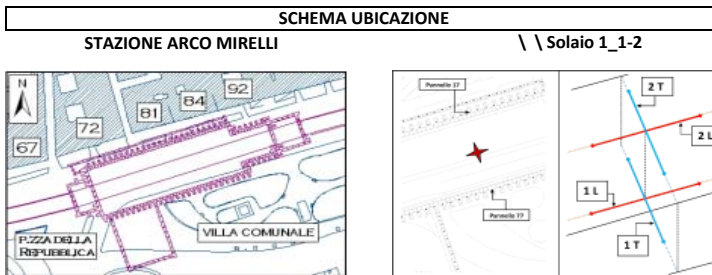 SCHEMA UBICAZIONE
STAZIONE ARCO MIRELLI
\ \ Solaio 1_1-2
N
92
84
81
72
67
P.ZZA DELLA
REPUBBLICA
VILLA COMUNALE
Pannello 17
Pannello 77
2 T
2 L
1 L
1 T